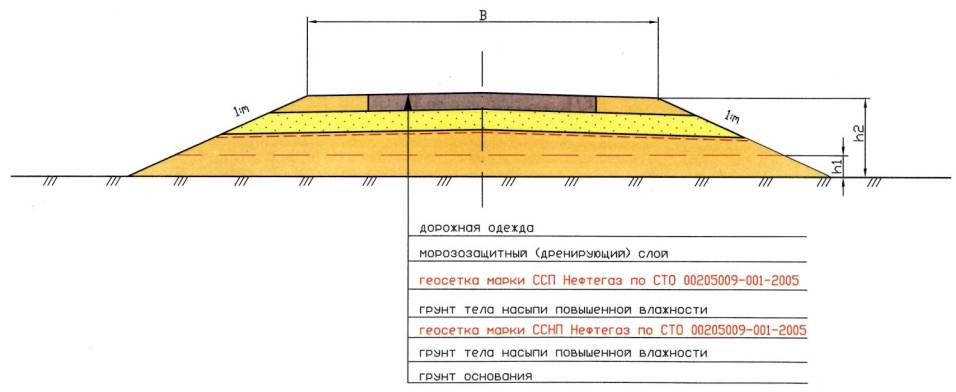 B
1:m
1:m
h2
h1
дорожная одежда
морозозащитный (дренирующий) слой
геосетка марки ССП Нефтегаз по СТО 00205009-001-2005
грунт тела насыпи повышенной влажности
геосетка марки ССНП Нефтегаз по СТО 00205009-001-2005
грунт тела насыпи повышенной влажности
грунт основания